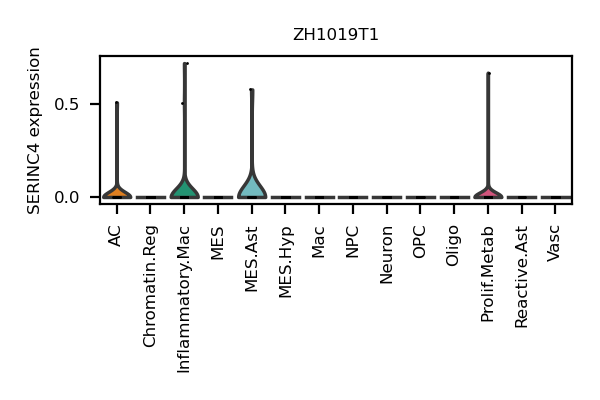 ZH1019T1
SERINC4 expression
0.5
0.0
AC
Chromatin.Reg
Inflammatory.Mac
MES
MES.Ast
MES.Hyp
Mac
NPC
Neuron
OPC
Oligo
Prolif.Metab
Reactive.Ast
Vasc